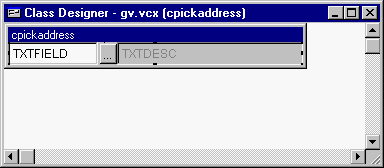 Class Designer - gv.vcx (cpickaddress)
cpickaddress
TXTFIELD ... TXTDESC